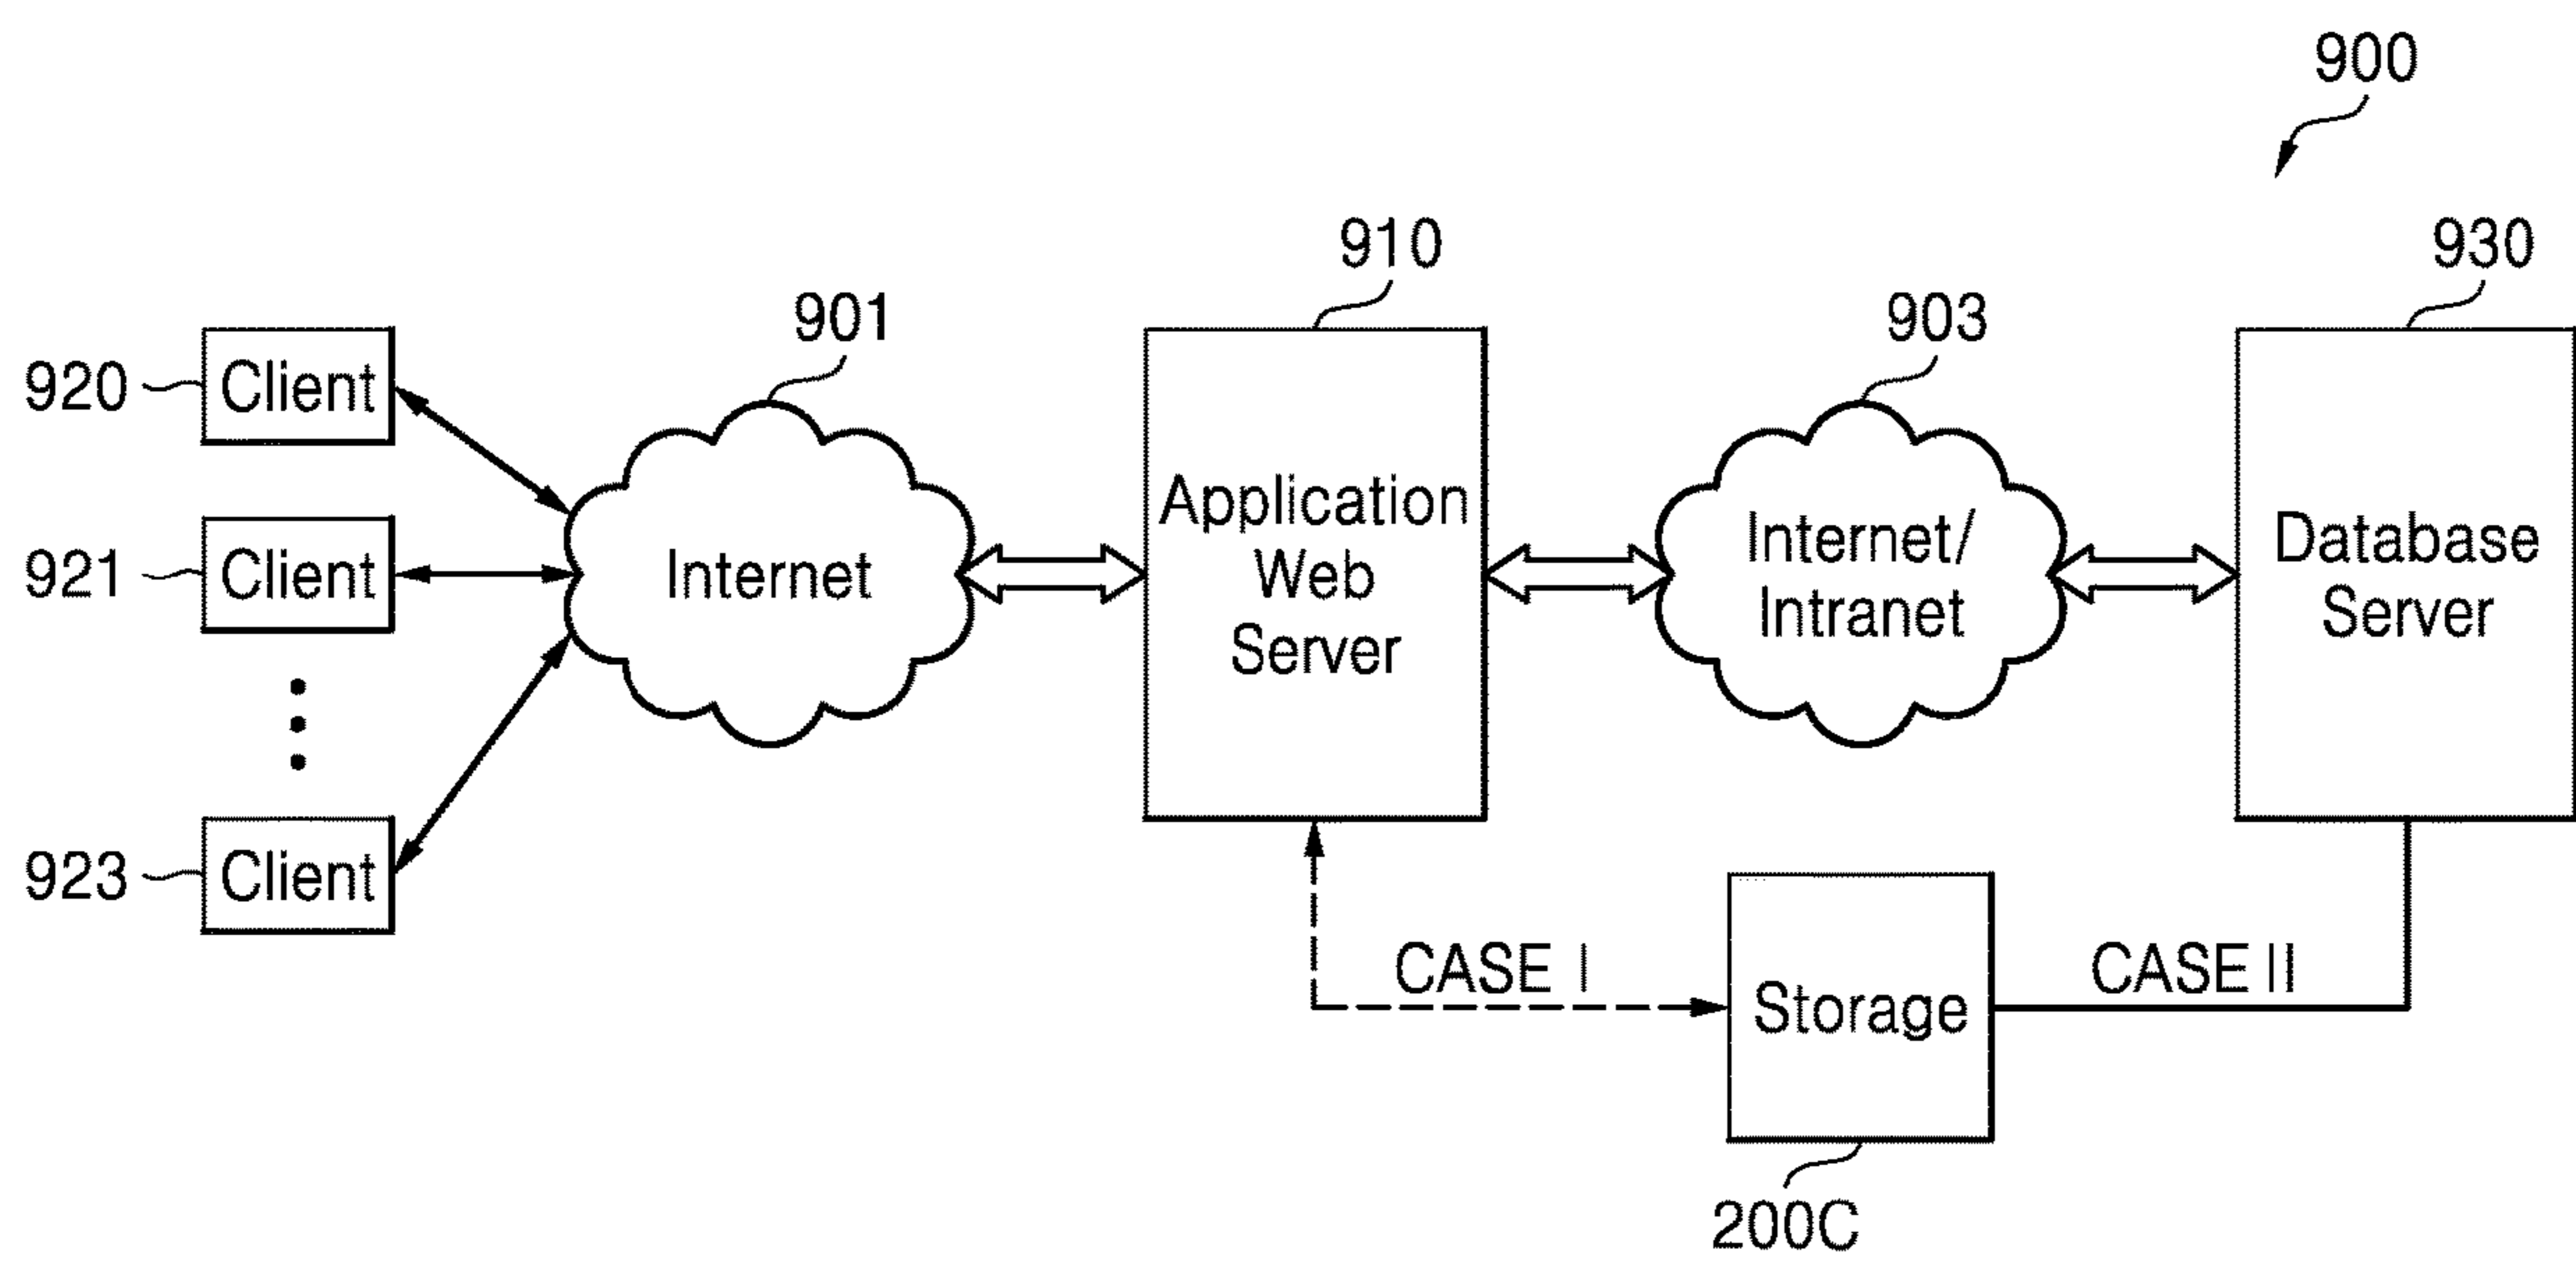 900
910
930
901
903
920
Client
921
Client
923
Client
Internet
Application
Web
Server
Internet/
Intranet
Database
Server
CASE I
CASE II
Storage
200C